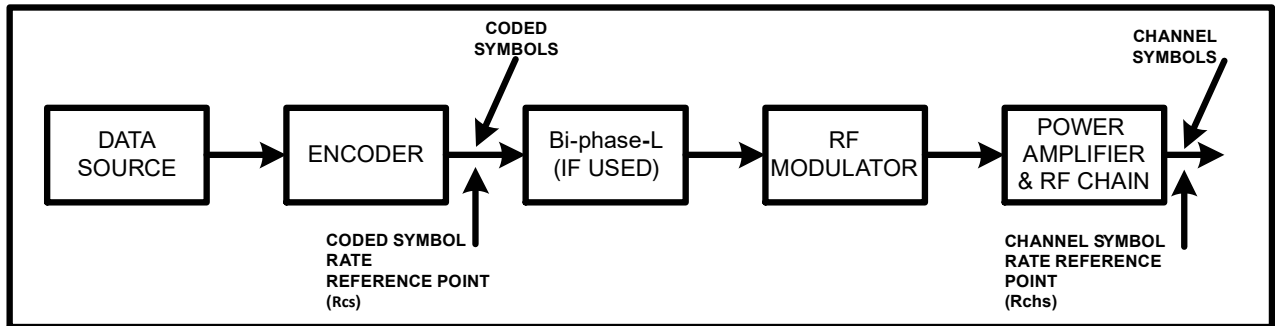 CODED
SYMBOLS
CHANNEL
SYMBOLS
DATA
SOURCE
ENCODER
Bi-phase-L
(IF USED)
RF
MODULATOR
POWER
AMPLIFIER
& RF CHAIN
CODED SYMBOL
RATE
REFERENCE POINT
(Rcs)
CHANNEL SYMBOL
RATE REFERENCE
POINT
(Rchs)